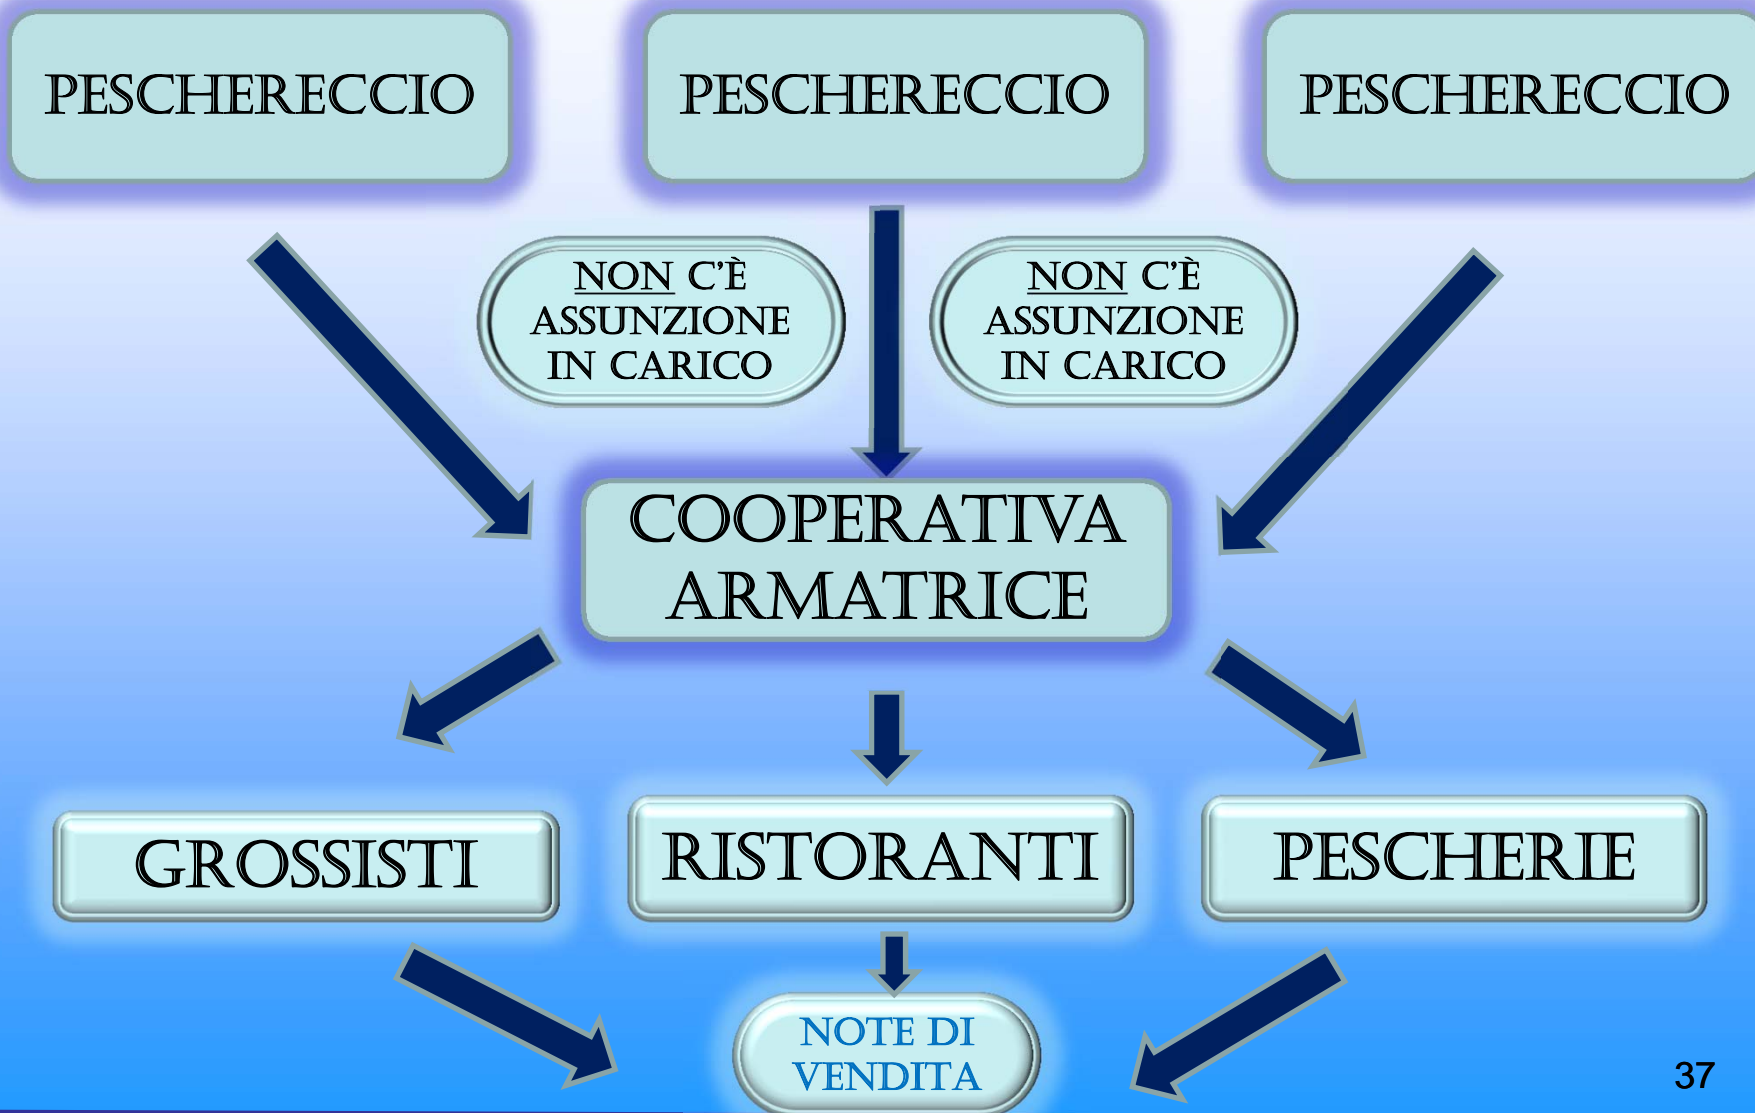 PESCHERECCIO
PESCHERECCIO
PESCHERECCIO
NON C'È
ASSUNZIONE
IN CARICO
NON C'È
ASSUNZIONE
IN CARICO
COOPERATIVA
ARMATRICE
GROSSISTI
RISTORANTI
PESCHERIE
NOTE DI
VENDITA
37